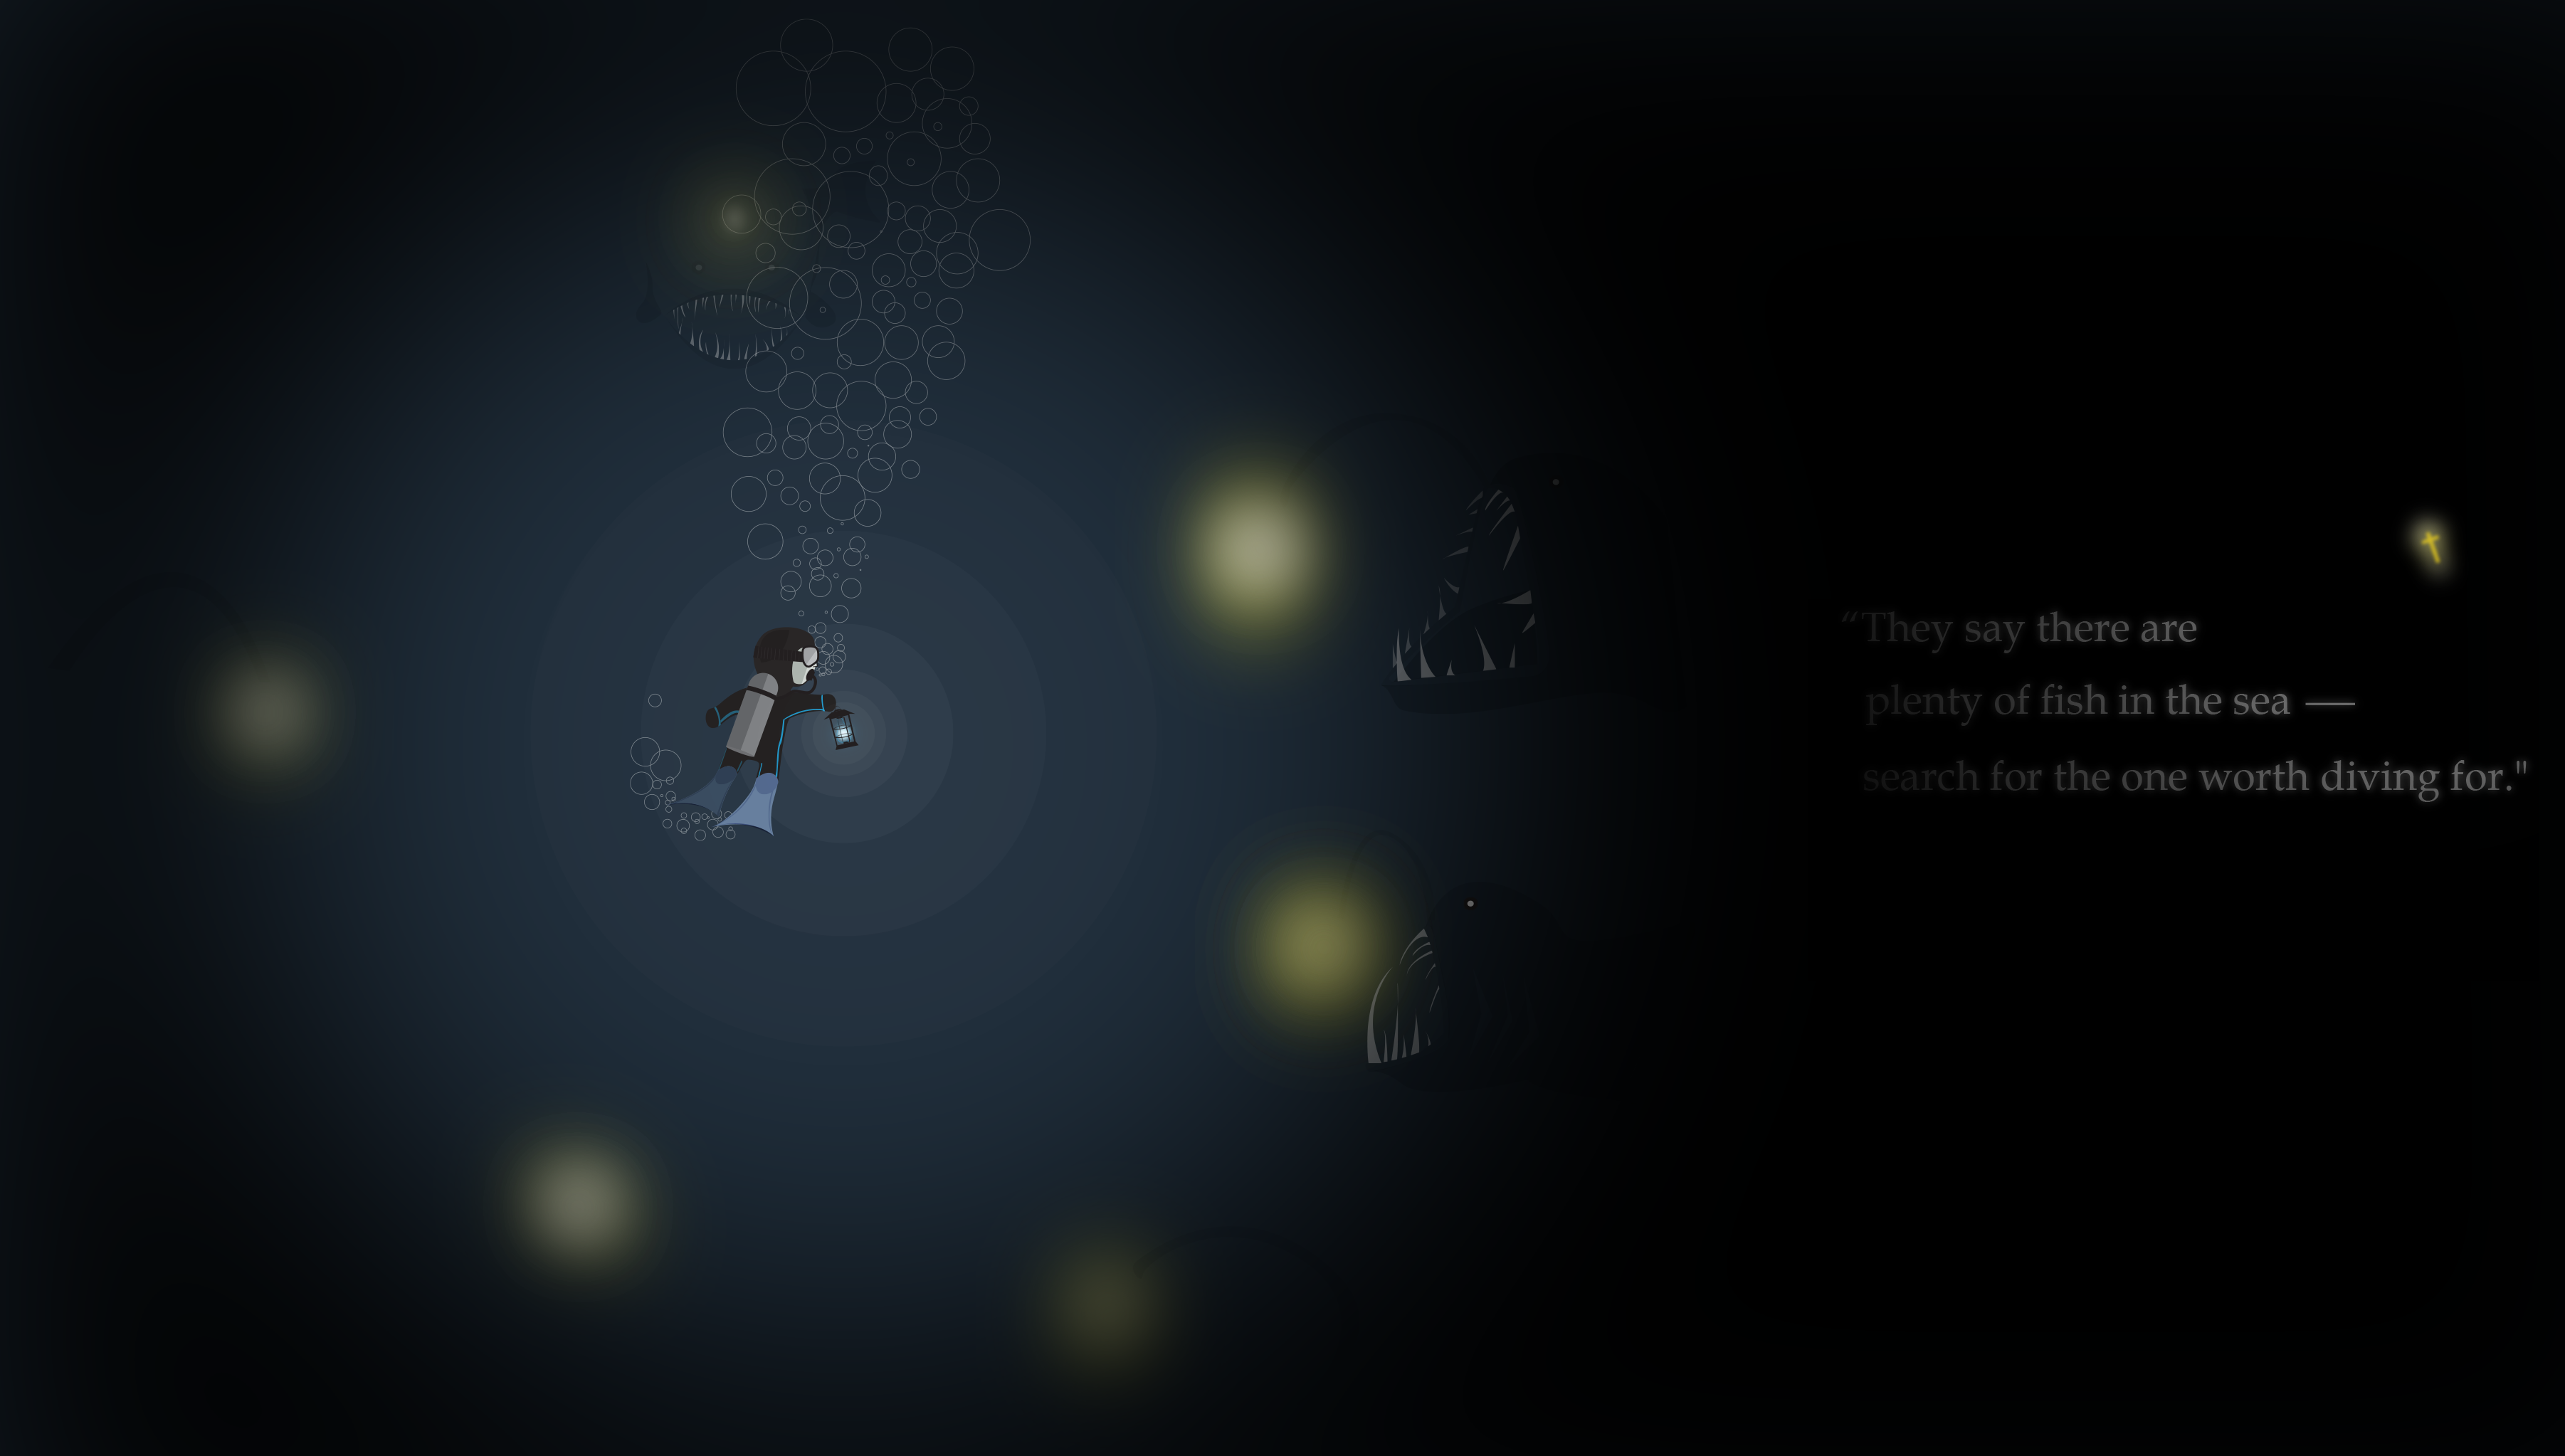 “They say there are
plenty of fish in the sea —
search for the one worth diving for."